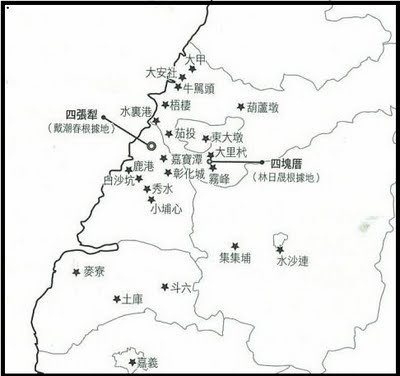 大甲
大安社
牛罵頭
葫蘆墩
梧棲
水裏港
四張犁
(戴潮春根據地)
茄投
東大墩
嘉寶潭
大里杙
四塊厝
(林日晟根據地)
鹿港
彰化城
霧峰
白沙坑
秀水
小埔心
集集埔
水沙連
麥寮
斗六
土庫
嘉義